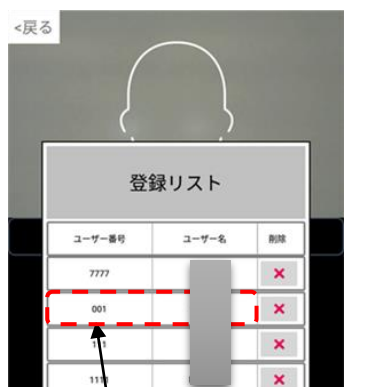 <戻る
登録リスト
ユーザー番号 ユーザー名 削除
7777 ×
001 ×
×
1111 ×